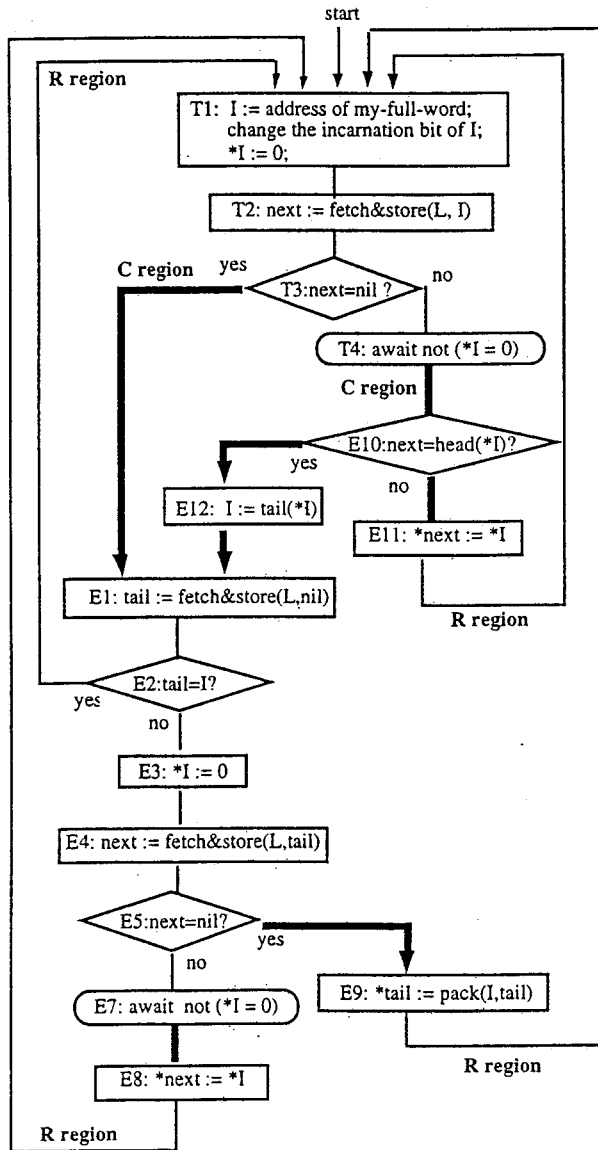 start
R region
T1: I := address of my-full-word;
change the incarnation bit of I;
*I := 0;
T2: next := fetch&store(L, I)
C region
yes
T3:next=nil ?
no
T4: await not (*I = 0)
C region
E10:next=head(*I)?
yes
no
E12: I := tail(*I)
E11: *next := *I
R region
E1: tail := fetch&store(L,nil)
E2:tail=I?
yes
no
E3: *I := 0
E4: next := fetch&store(L,tail)
E5:next=nil?
yes
no
E7: await not (*I = 0)
E9: *tail := pack(I,tail)
R region
E8: *next := *I
R region